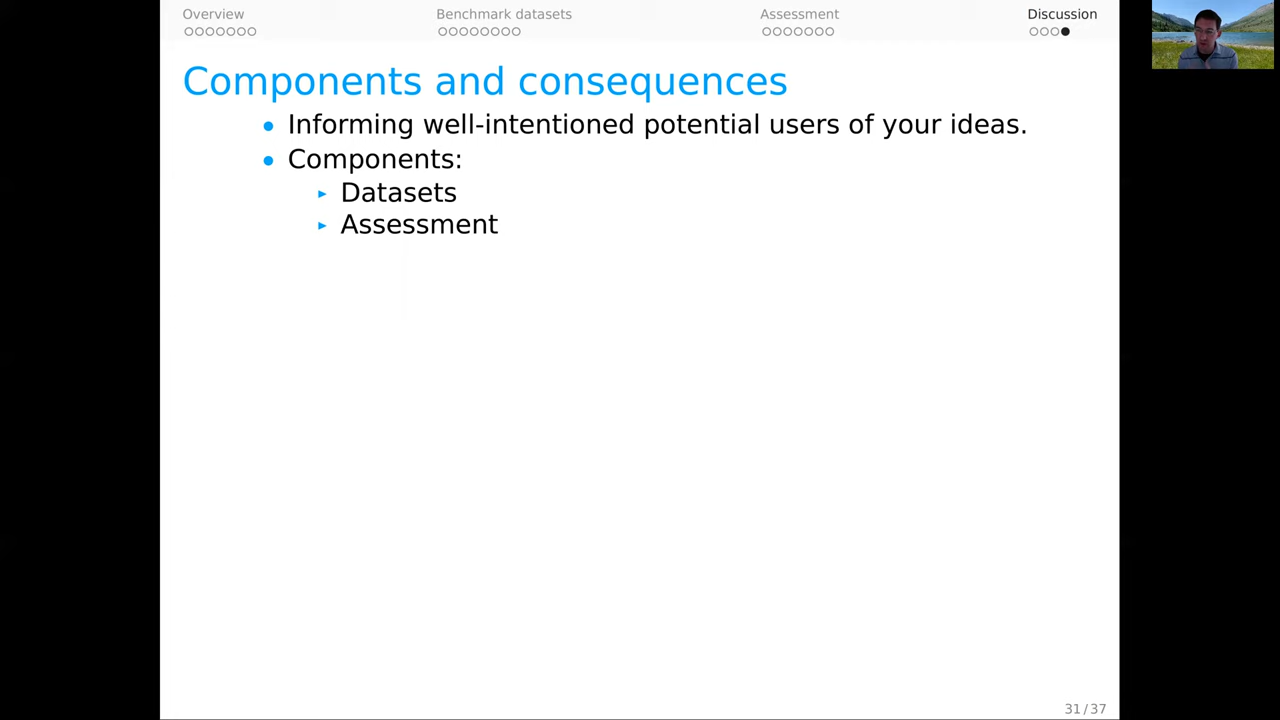 Overview
Benchmark datasets
Assessment
Discussion
Components and consequences
Informing well-intentioned potential users of your ideas.
Components:
Datasets
Assessment
31 / 37